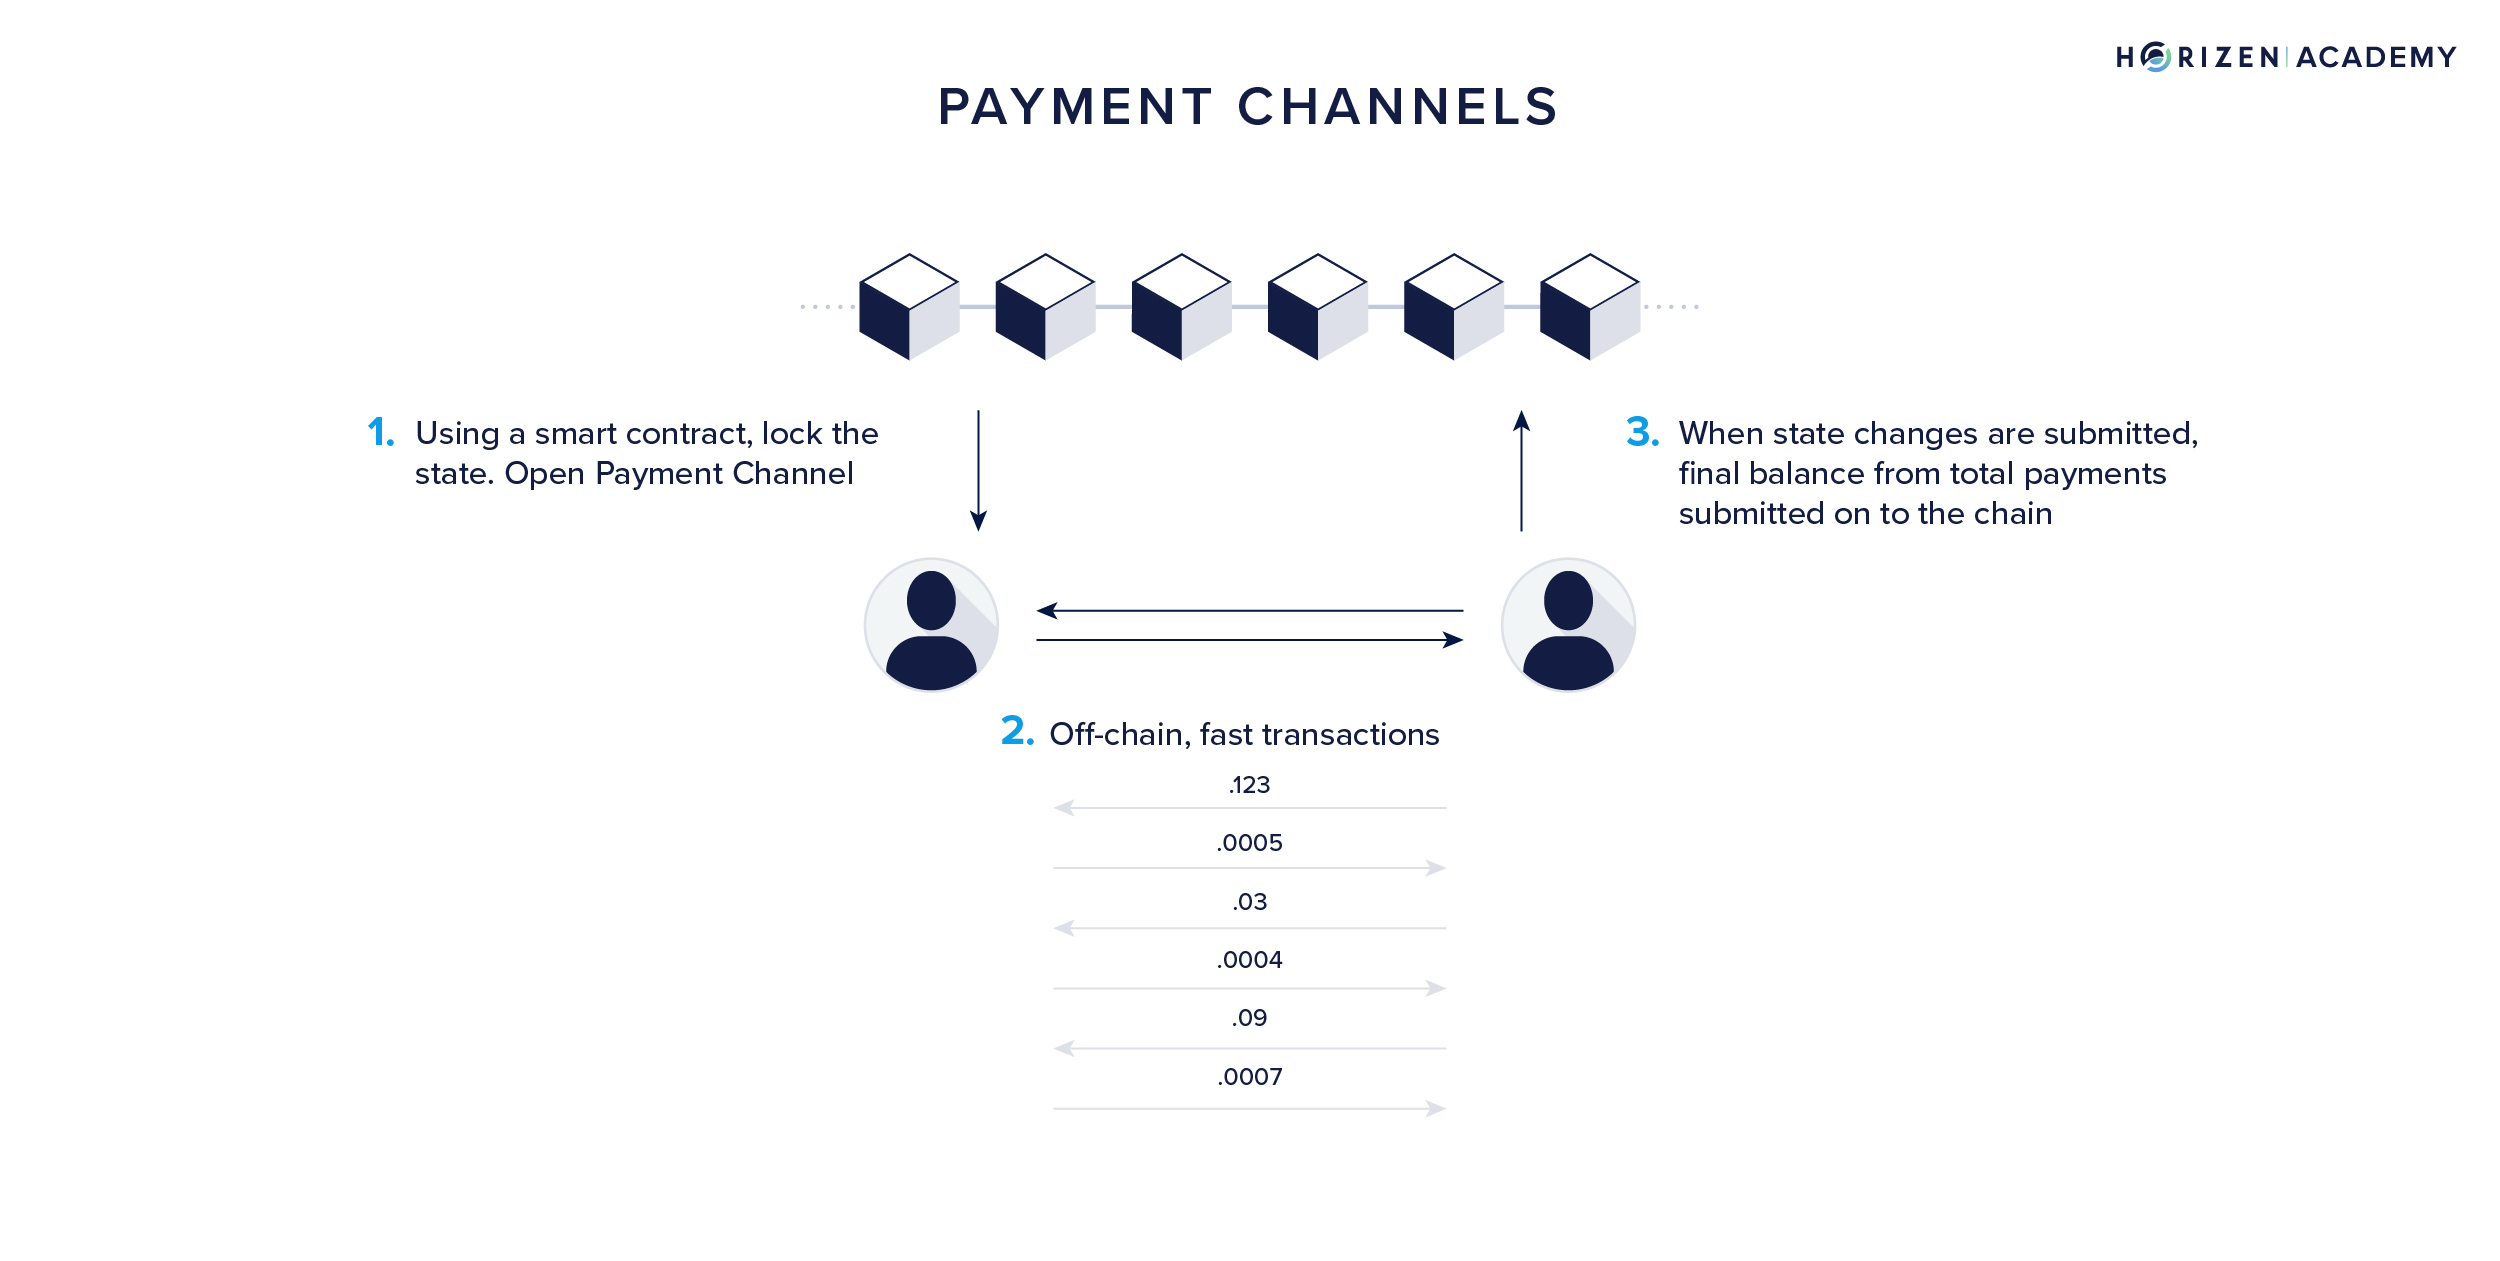 HORIZEN ACADEMY
PAYMENT CHANNELS
1. Using a smart contract, lock the
state. Open Payment Channel
3. When state changes are submitted,
final balance from total payments
submitted on to the chain
2. Off-chain, fast transactions
.123
.0005
.03
.0004
.09
.0007